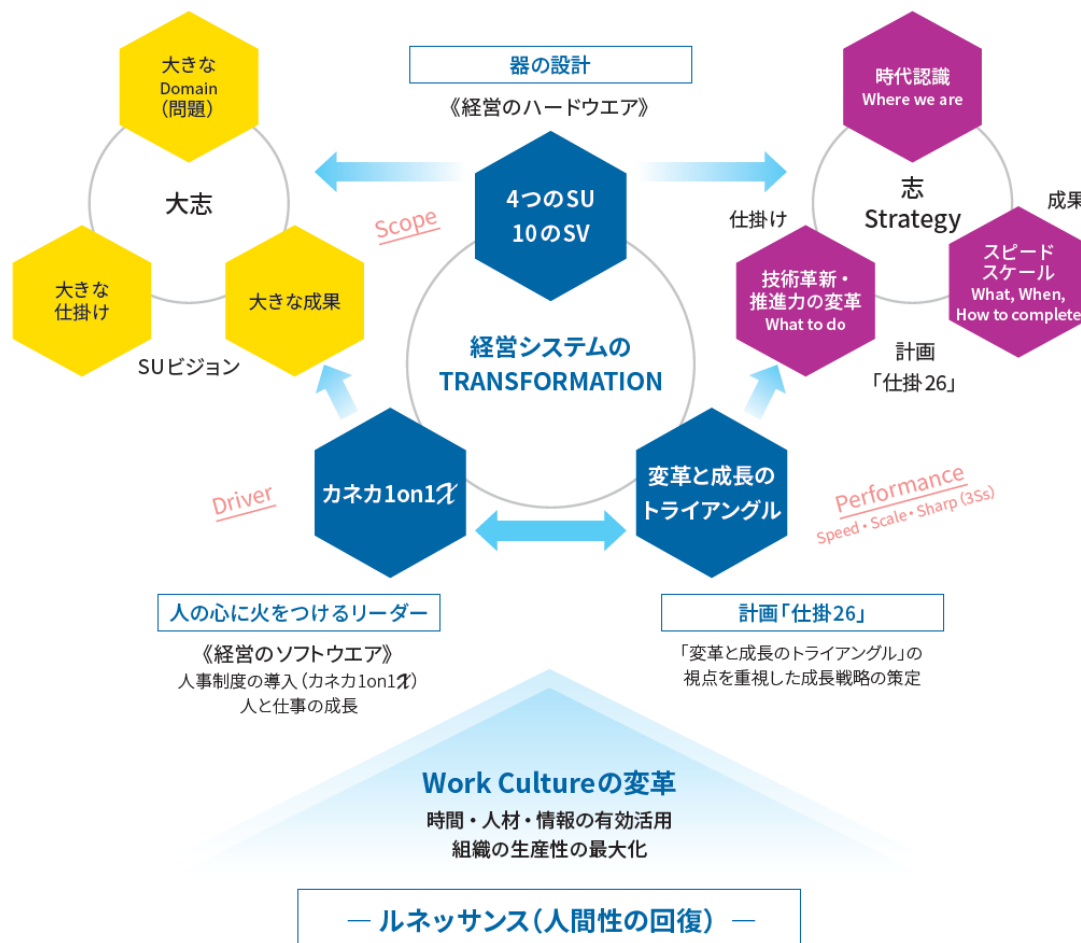 大きな
Domain
(問題)
大志
大きな
仕掛け
大きな成果
SUビジョン
器の設計
《経営のハードウエア》
4つのSU
10のSV
Scope
時代認識
Where we are
志
Strategy
仕掛け
成果
技術革新・
推進力の変革
What to do
スピード
スケール
What, When,
How to complete
計画
「仕掛26」
経営システムの
TRANSFORMATION
Driver
カネカ1on1𝒳
変革と成長の
トライアングル
Performance
Speed・Scale・Sharp (3Ss)
人の心に火をつけるリーダー
《経営のソフトウエア》
人事制度の導入(カネカ1on1𝒳)
人と仕事の成長
計画「仕掛26」
「変革と成長のトライアングル」の
視点を重視した成長戦略の策定
Work Cultureの変革
時間・人材・情報の有効活用
組織の生産性の最大化
― ルネッサンス(人間性の回復) ―